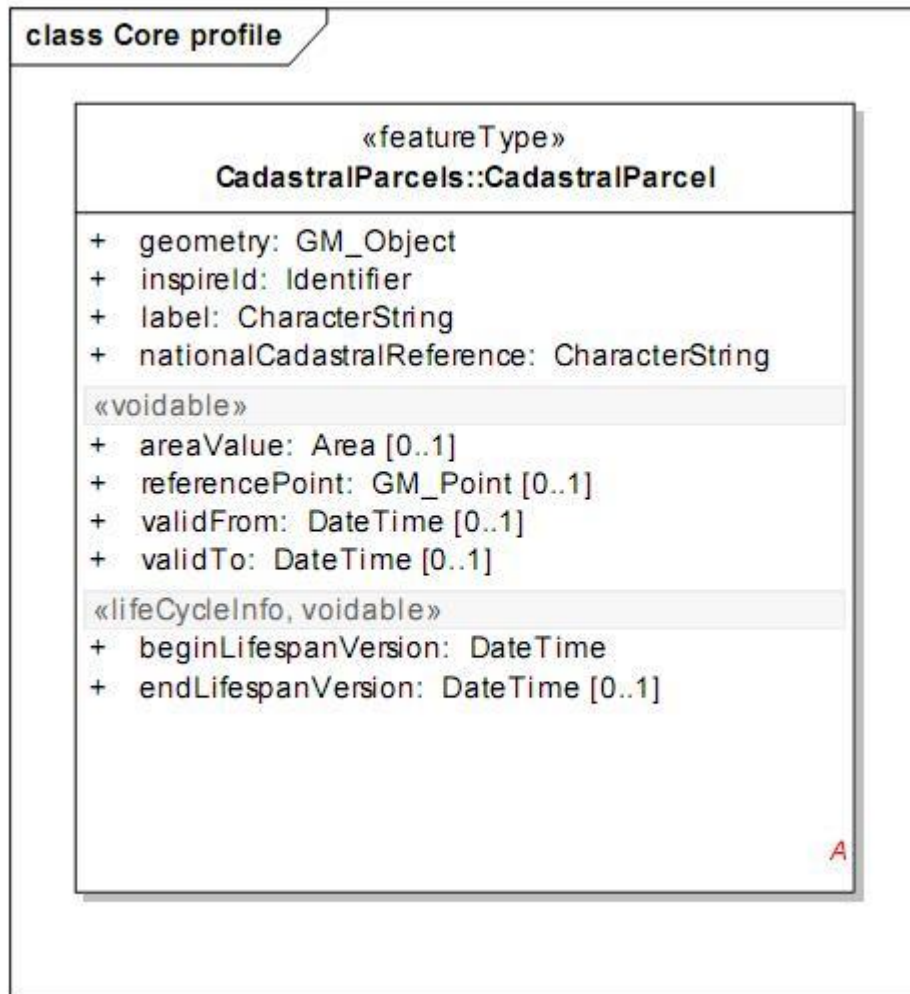 class Core profile
«featureType»
CadastralParcels::CadastralParcel
+ geometry: GM_Object
+ inspireId: Identifier
+ label: CharacterString
+ nationalCadastralReference: CharacterString
«voidable»
+ areaValue: Area [0..1]
+ referencePoint: GM_Point [0..1]
+ validFrom: DateTime [0..1]
+ validTo: DateTime [0..1]
«lifeCycleInfo, voidable»
+ beginLifespanVersion: DateTime
+ endLifespanVersion: DateTime [0..1]
A